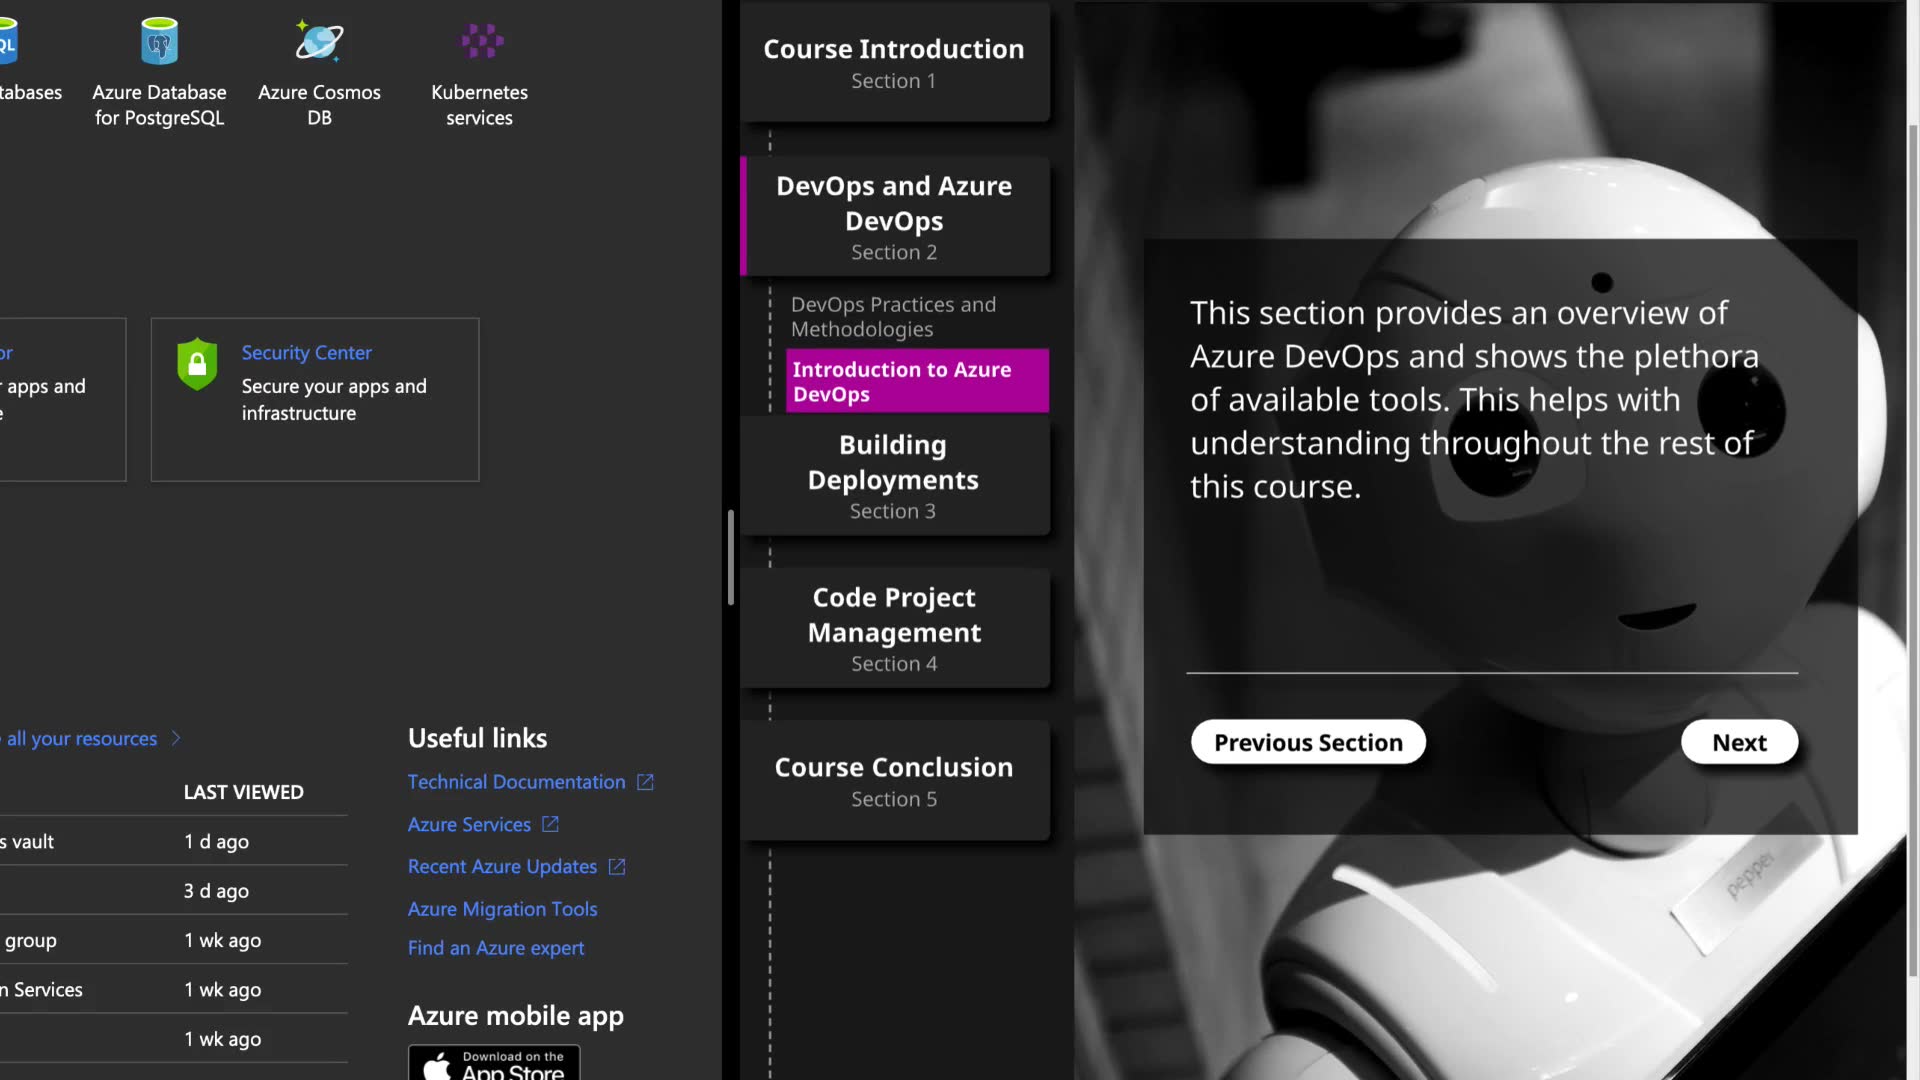 QL
Azure Database
for PostgreSQL
Azure Cosmos
DB
Kubernetes
services
Security Center
Secure your apps and
infrastructure
apps and
all your resources
LAST VIEWED
s vault
1 d ago
3 d ago
group
1 wk ago
n Services
1 wk ago
1 wk ago
Useful links
Technical Documentation
Azure Services
Recent Azure Updates
Azure Migration Tools
Find an Azure expert
Azure mobile app
Download on the
App Store
Course Introduction
Section 1
DevOps and Azure
DevOps
Section 2
DevOps Practices and
Methodologies
Introduction to Azure
DevOps
Building
Deployments
Section 3
Code Project
Management
Section 4
Course Conclusion
Section 5
This section provides an overview of
Azure DevOps and shows the plethora
of available tools. This helps with
understanding throughout the rest of
this course.
Previous Section
Next
pepper